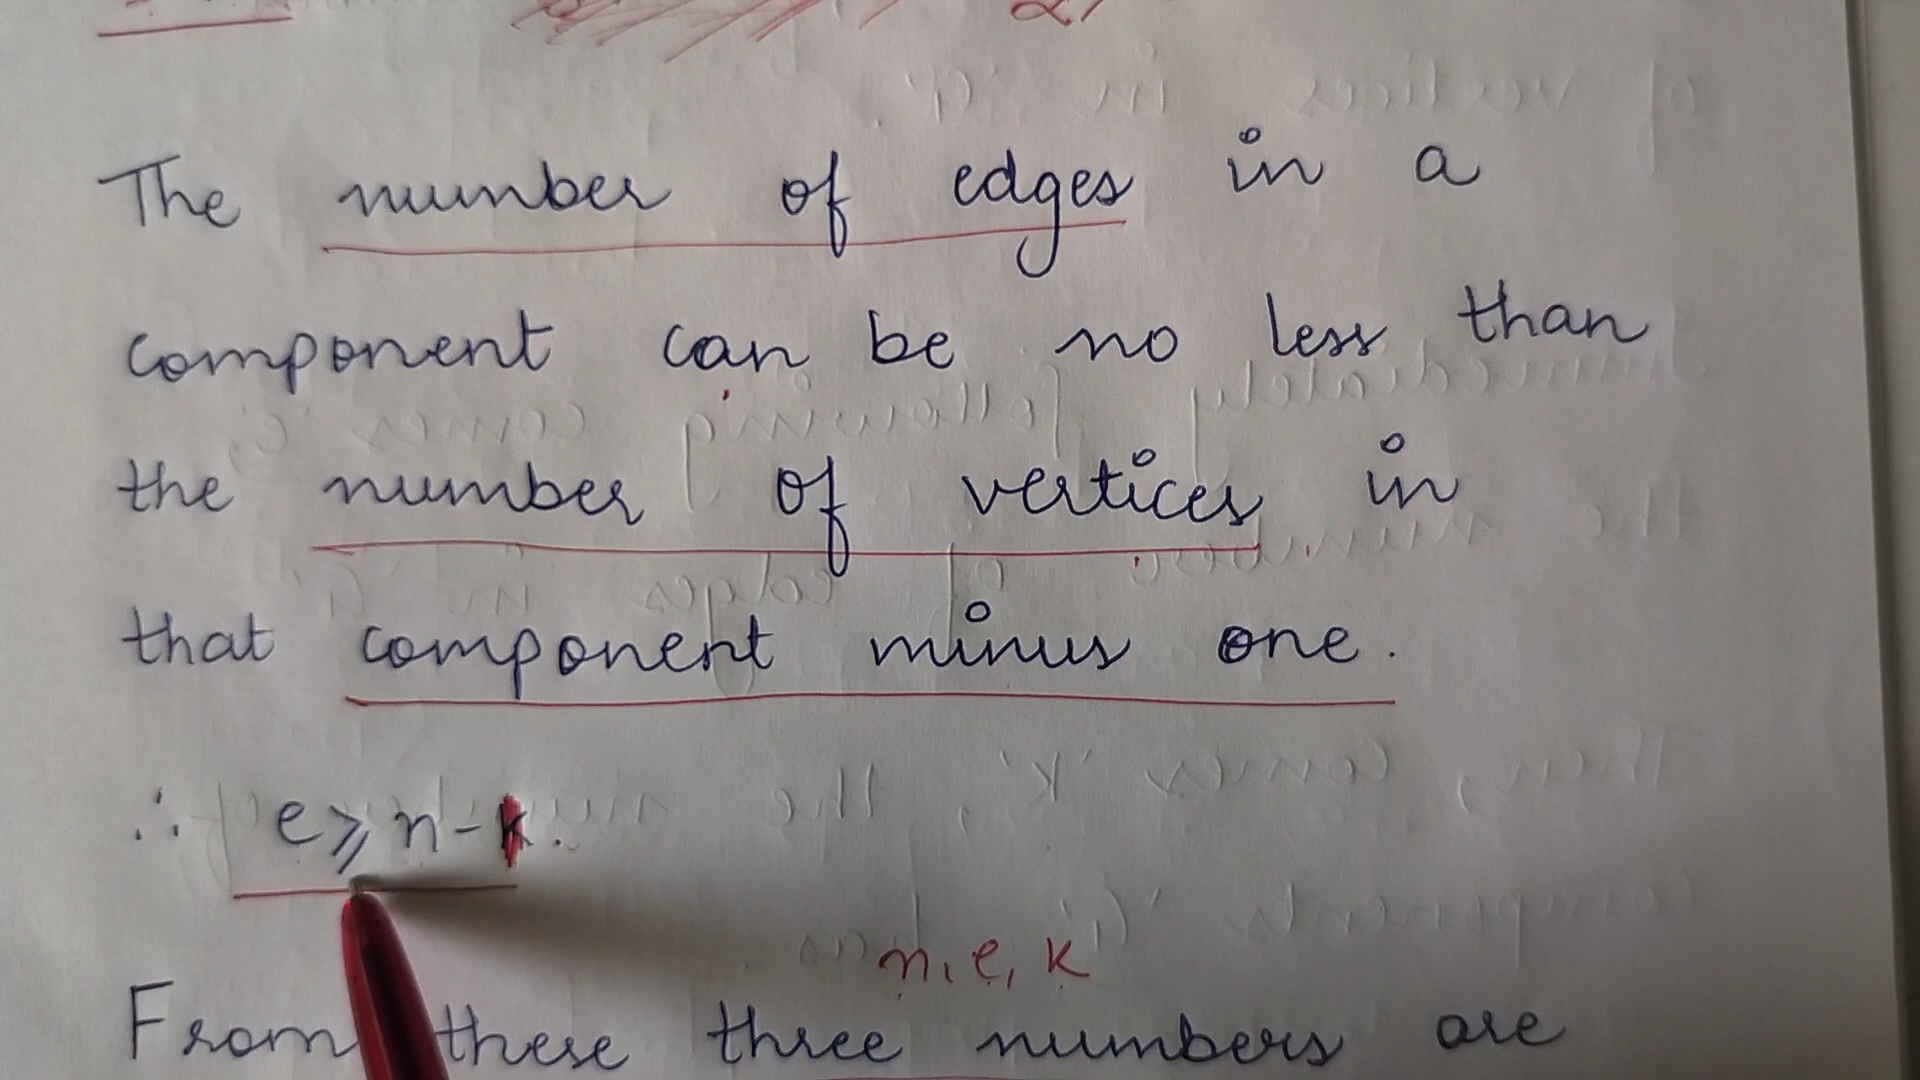 The number of edges in a
component can be no less than
the number of vertices in
that component minus one.
∴ e ⩾ n - k.
n, e, k
From these three numbers are